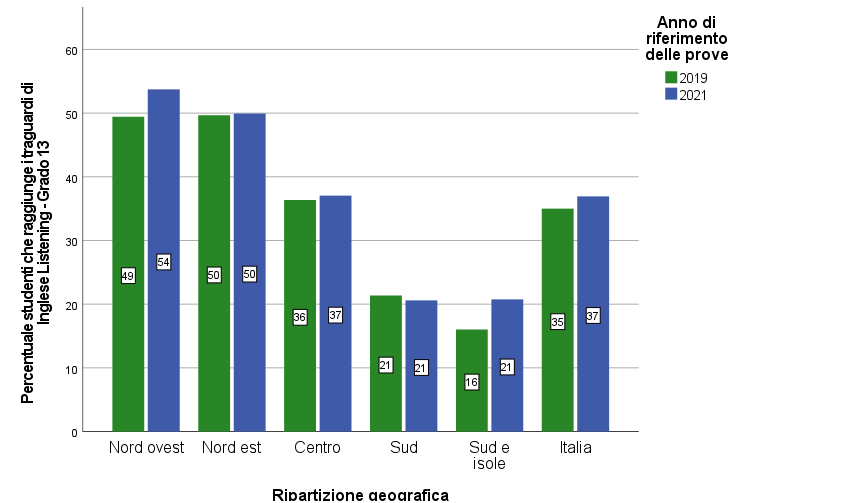 Anno di
riferimento
delle prove
2019
2021
Percentuale studenti che raggiunge i traguardi di
Inglese Listening - Grado 13
60
50
40
30
20
10
0
49
54
50
50
36
37
21
21
16
21
35
37
Nord ovest
Nord est
Centro
Sud
Sud e
isole
Italia
Ripartizione geografica